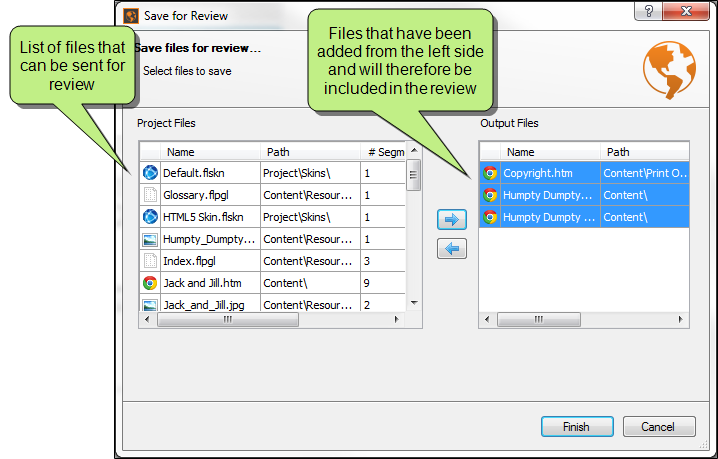 Save for Review
List of files that
can be sent for
review
Save files for review...
Select files to save
Files that have been
added from the left side
and will therefore be
included in the review
Project Files
Name Path # Segm
Default.flskn Project\Skins\ 1
Glossary.flpgl Content\Resour... 1
HTML5 Skin.flskn Project\Skins\ 1
Humpty_Dumpty... Content\Resour... 1
Index.flpgl Content\Resour... 3
Jack and Jill.htm Content\ 9
Jack_and_Jill.jpg Content\Resour... 2
Output Files
Name Path
Copyright.htm Content\Print O...
Humpty Dumpty... Content\
Humpty Dumpty ... Content\
Finish Cancel